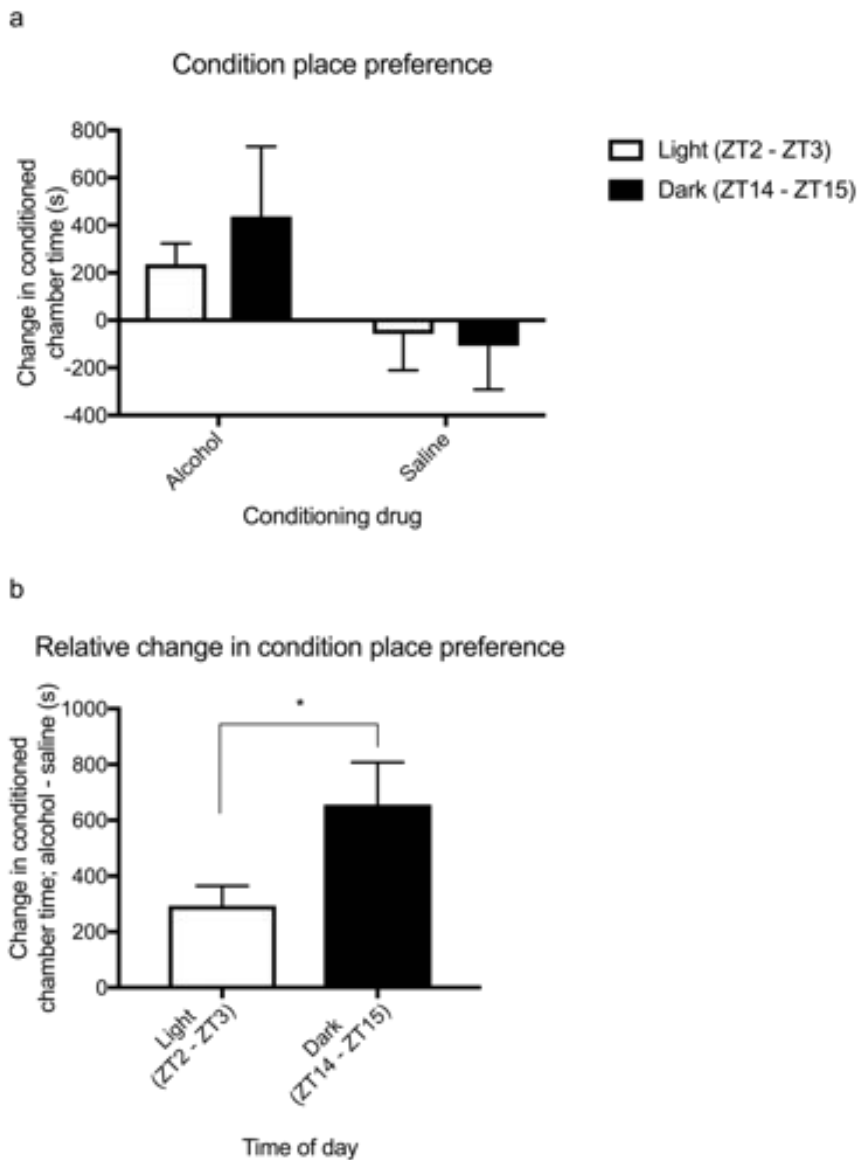 a
Condition place preference
Change in conditioned
chamber time (s)
800
600
400
200
0
-200
-400
Alcohol
Saline
Conditioning drug
Light (ZT2 - ZT3)
Dark (ZT14 - ZT15)
b
Relative change in condition place preference
Change in conditioned
chamber time; alcohol - saline (s)
1000
800
600
400
200
0
*
Light
(ZT2 - ZT3)
Dark
(ZT14 - ZT15)
Time of day